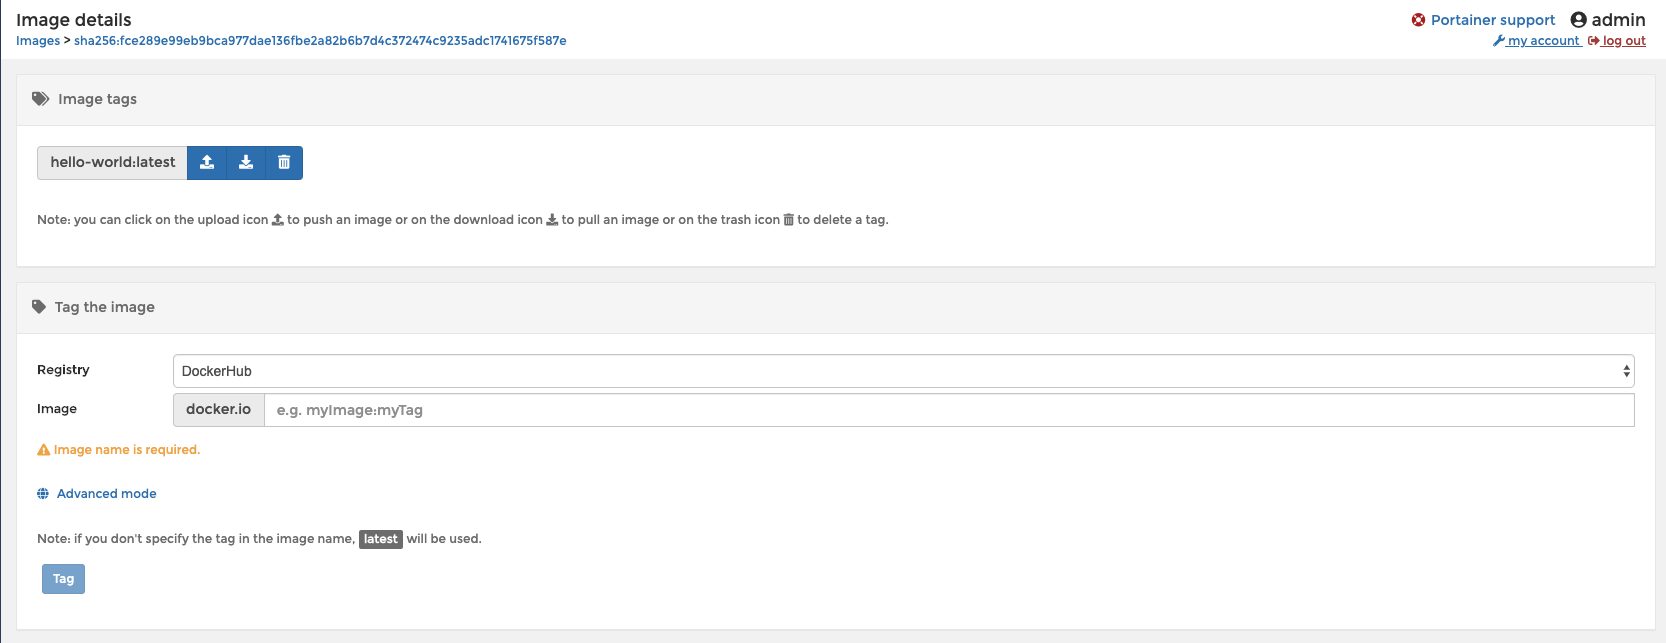 Image details
Portainer support admin
Images > sha256:fce289e99eb9bca977dae136fbe2a82b6b7d4c372474c9235adc1741675f587e
my account log out
Image tags
hello-world:latest
Note: you can click on the upload icon to push an image or on the download icon to pull an image or on the trash icon to delete a tag.
Tag the image
Registry DockerHub
Image docker.io e.g. myImage:myTag
Image name is required.
Advanced mode
Note: if you don't specify the tag in the image name, latest will be used.
Tag